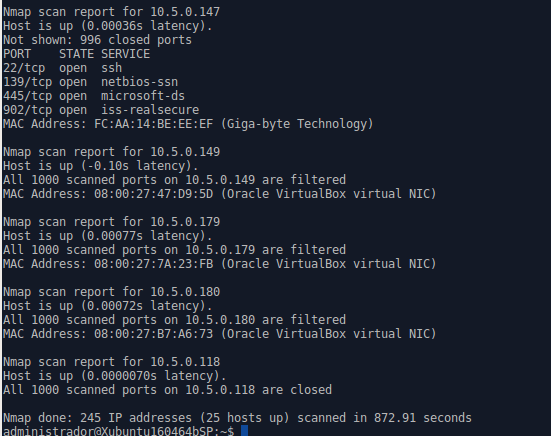 Nmap scan report for 10.5.0.147
Host is up (0.00036s latency).
Not shown: 996 closed ports
PORT    STATE SERVICE
22/tcp  open  ssh
139/tcp open  netbios-ssn
445/tcp open  microsoft-ds
902/tcp open  iss-realsecure
MAC Address: FC:AA:14:BE:EE:EF (Giga-byte Technology)
Nmap scan report for 10.5.0.149
Host is up (-0.10s latency).
All 1000 scanned ports on 10.5.0.149 are filtered
MAC Address: 08:00:27:47:D9:5D (Oracle VirtualBox virtual NIC)
Nmap scan report for 10.5.0.179
Host is up (0.00077s latency).
All 1000 scanned ports on 10.5.0.179 are filtered
MAC Address: 08:00:27:7A:23:FB (Oracle VirtualBox virtual NIC)
Nmap scan report for 10.5.0.180
Host is up (0.00072s latency).
All 1000 scanned ports on 10.5.0.180 are filtered
MAC Address: 08:00:27:B7:A6:73 (Oracle VirtualBox virtual NIC)
Nmap scan report for 10.5.0.118
Host is up (0.0000070s latency).
All 1000 scanned ports on 10.5.0.118 are closed
Nmap done: 245 IP addresses (25 hosts up) scanned in 872.91 seconds
administrador@Xubuntu160464bSP:~$